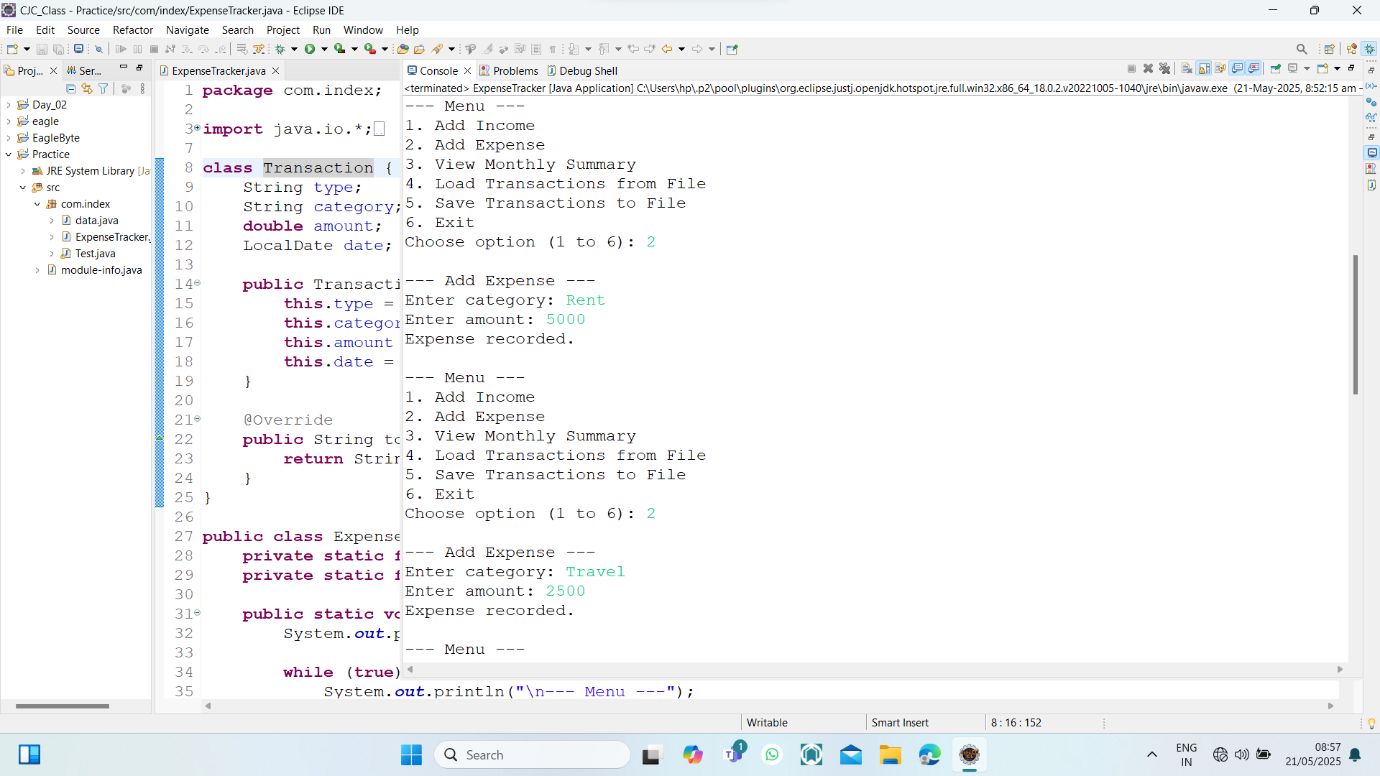 CJC_Class - Practice/src/com/index/ExpenseTracker.java - Eclipse IDE
File Edit Source Refactor Navigate Search Project Run Window Help
Proj...
Ser...
Day_02
eagle
EagleByte
Practice
JRE System Library [Ja
src
com.index
data.java
ExpenseTracker.
Test.java
module-info.java
ExpenseTracker.java
1 package com.index;
2
3 import java.io.*;
7
8 class Transaction {
9 String type;
10 String category;
11 double amount;
12 LocalDate date;
13
14 public Transacti
15 this.type =
16 this.categor
17 this.amount
18 this.date =
19 }
20
21 @Override
22 public String to
23 return Strin
24 }
25 }
26
27 public class Expense
28 private static f
29 private static f
30
31 public static vo
32 System.out.p
33
34 while (true)
35 System.out.println("\n--- Menu ---");
Console Problems Debug Shell
<terminated> ExpenseTracker [Java Application] C:\Users\hp\.p2\pool\plugins\org.eclipse.justj.openjdk.hotspot.jre.full.win32.x86_64_18.0.2.v20221005-1040\jre\bin\javaw.exe (21-May-2025, 8:52:15 am –
--- Menu ---
1. Add Income
2. Add Expense
3. View Monthly Summary
4. Load Transactions from File
5. Save Transactions to File
6. Exit
Choose option (1 to 6): 2
--- Add Expense ---
Enter category: Rent
Enter amount: 5000
Expense recorded.
--- Menu ---
1. Add Income
2. Add Expense
3. View Monthly Summary
4. Load Transactions from File
5. Save Transactions to File
6. Exit
Choose option (1 to 6): 2
--- Add Expense ---
Enter category: Travel
Enter amount: 2500
Expense recorded.
--- Menu ---
Writable Smart Insert 8 : 16 : 152
Search
1
ENG
IN
08:57
21/05/2025